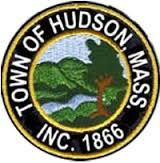 TOWN OF HUDSON, MASS
INC. 1866